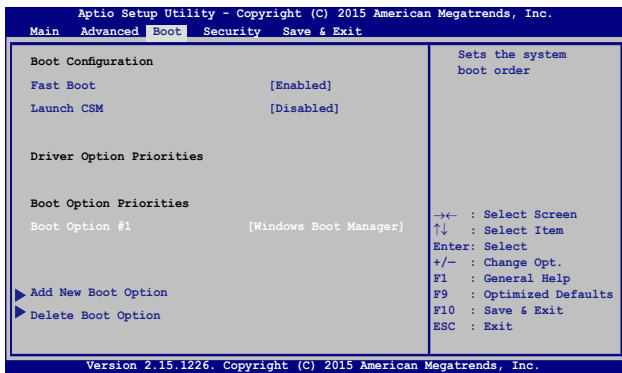 Aptio Setup Utility - Copyright (C) 2015 American Megatrends, Inc.
Main Advanced Boot Security Save & Exit
Boot Configuration
Fast Boot [Enabled]
Launch CSM [Disabled]
Driver Option Priorities
Boot Option Priorities
Boot Option #1 [Windows Boot Manager]
Add New Boot Option
Delete Boot Option
Sets the system
boot order
→← : Select Screen
↑↓ : Select Item
Enter: Select
+/— : Change Opt.
F1 : General Help
F9 : Optimized Defaults
F10 : Save & Exit
ESC : Exit
Version 2.15.1226. Copyright (C) 2015 American Megatrends, Inc.